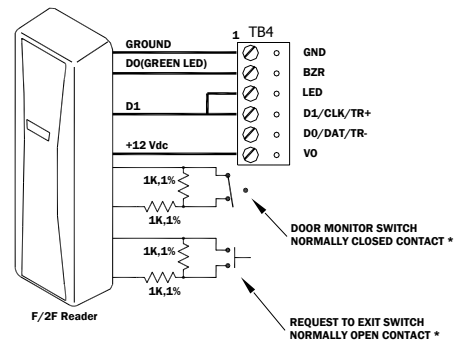 1 TB4
GROUND
GND
D0(GREEN LED)
BZR
LED
D1
D1/CLK/TR+
D0/DAT/TR-
+12 Vdc
VO
1K,1%
1K,1%
DOOR MONITOR SWITCH
NORMALLY CLOSED CONTACT *
1K,1%
1K,1%
F/2F Reader
REQUEST TO EXIT SWITCH
NORMALLY OPEN CONTACT *